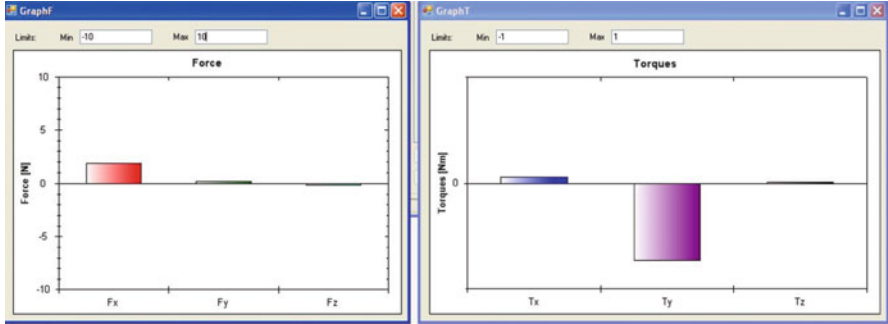 GraphF
Limits: Min -10 Max 10
Force
10
5
0
-5
-10
Force [N]
Fx Fy Fz
GraphT
Limits: Min -1 Max 1
Torques
0
Torques [Nm]
Tx Ty Tz